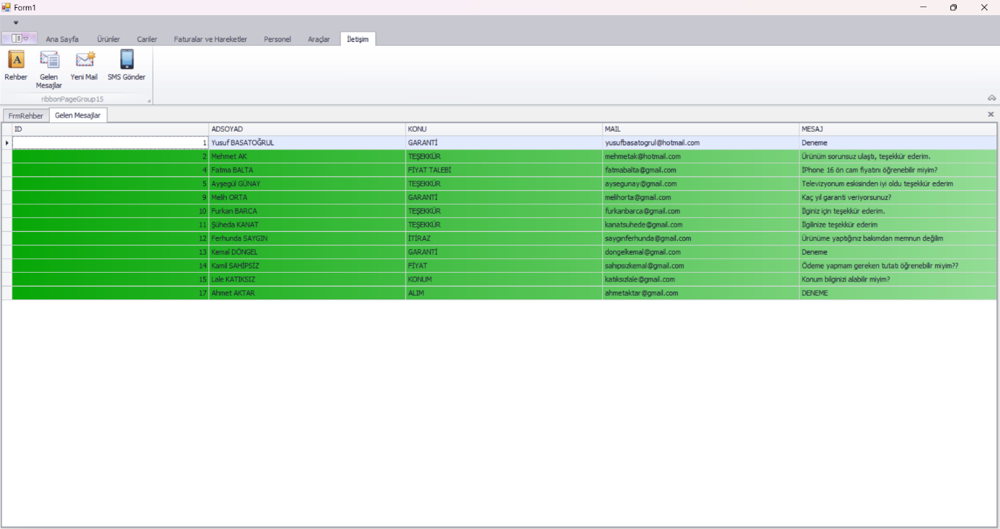 Form1
Ana Sayfa Ürünler Cariler Faturalar ve Hareketler Personel Araçlar İletişim
Rehber Gelen Mesajlar Yeni Mail SMS Gönder
ribbonPageGroup15
FrmRehber Gelen Mesajlar
ID ADSOYAD KONU MAIL MESAJ
1 Yusuf BASATOĞRUL GARANTİ yusufbasatogrul@hotmail.com Deneme
2 Mehmet AK TEŞEKKÜR mehmetak@hotmail.com Ürünüm sorunsuz ulaştı, teşekkür ederim.
4 Fatma BALTA FİYAT TALEBİ fatmabalta@gmail.com İPhone 16 ön cam fiyatını öğrenebilir miyim?
5 Ayşegül GÜNAY TEŞEKKÜR aysegunay@gmail.com Televizyonum eskisinden iyi oldu teşekkür ederim
9 Melih ORTA GARANTİ melihorta@gmail.com Kaç yıl garanti veriyorsunuz?
10 Furkan BARCA TEŞEKKÜR furkanbarca@gmail.com İlginiz için teşekkür ederim.
11 Şüheda KANAT TEŞEKKÜR kanatsuhede@gmail.com İlgilinize teşekkür ederim
12 Ferhunda SAYGIN İTİRAZ saygınferhunda@gmail.com Ürünüme yaptığınız bakımdan memnun değilim
13 Kemal DÖNGEL GARANTİ dongelkemal@gmail.com Deneme
14 Kamil SAHİPSİZ FİYAT sahıpsızkemal@gmail.com Ödeme yapmam gereken tutatı öğrenebilir miyim??
15 Lale KATIKSIZ KONUM katiksızlale@gmail.com Konum bilginizi alabilir miyim?
17 Ahmet AKTAR ALIM ahmetaktar@gmail.com DENEME